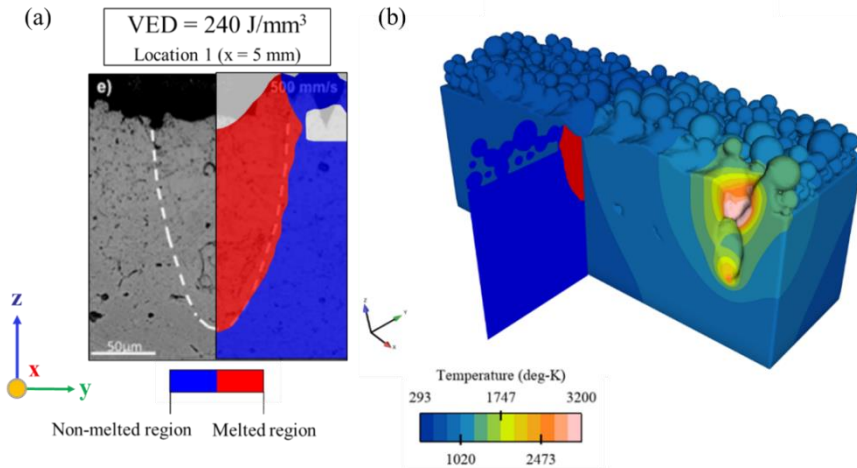 (a)
VED = 240 J/mm³
Location 1 (x = 5 mm)
e)
500 mm/s
50µm
z
x
y
Non-melted region
Melted region
(b)
Z
Y
X
Temperature (deg-K)
293
1747
3200
1020
2473